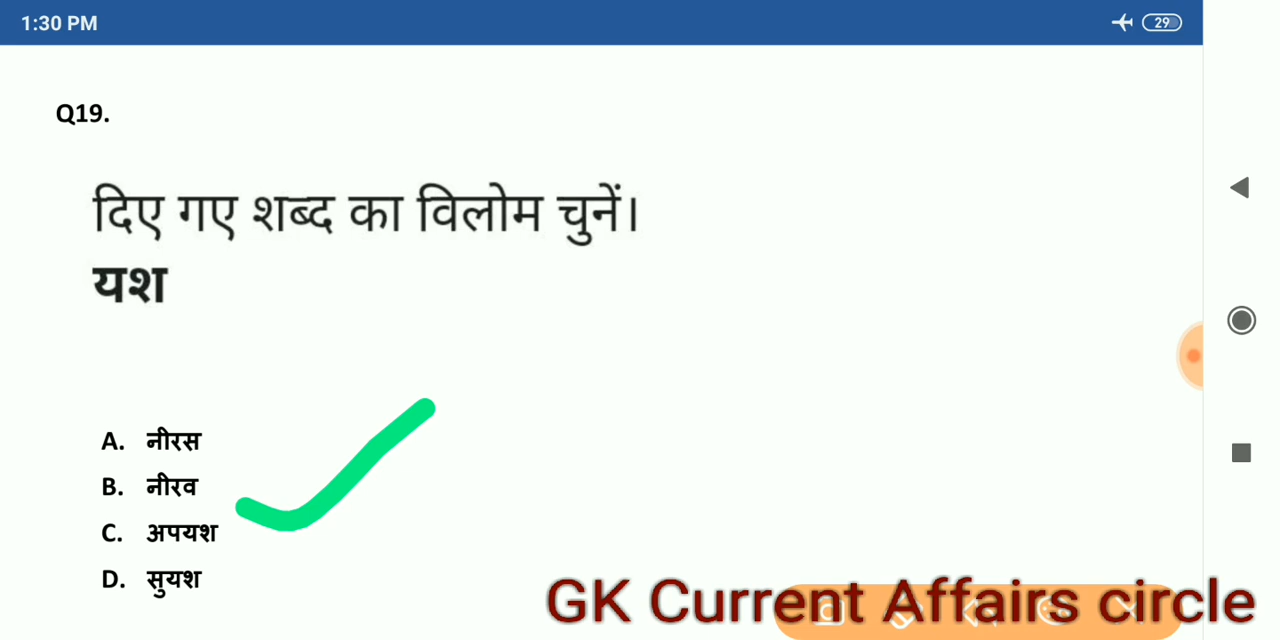 1:30 PM
29
Q19.
दिए गए शब्द का विलोम चुनें।
यश
A. नीरस
B. नीरव
C. अपयश
D. सुयश
GK Current Affairs circle